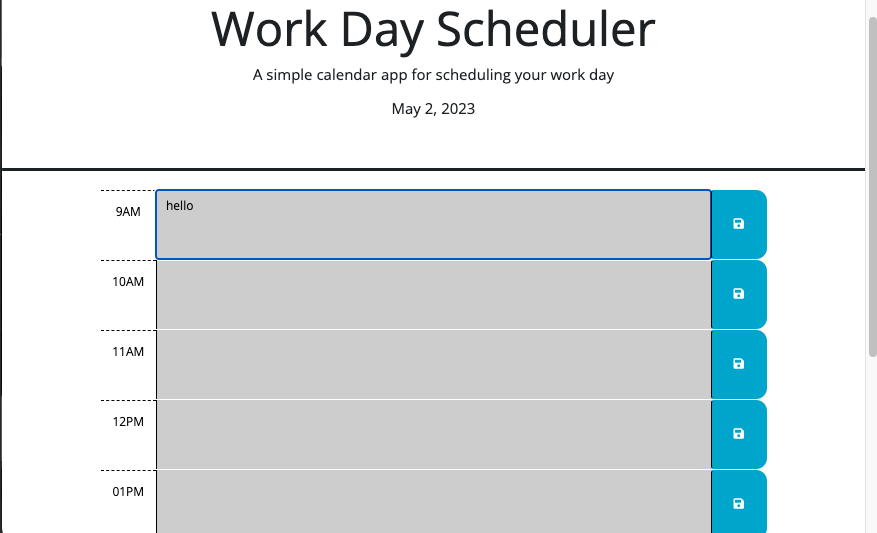 Work Day Scheduler
A simple calendar app for scheduling your work day
May 2, 2023
9AM
hello
10AM
11AM
12PM
01PM